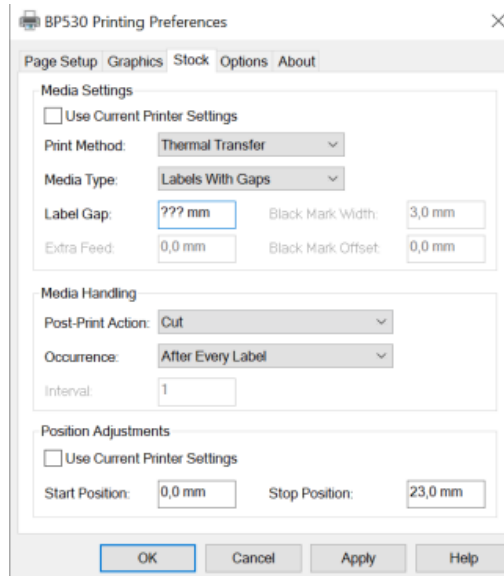 BP530 Printing Preferences
Page Setup Graphics Stock Options About
Media Settings
Use Current Printer Settings
Print Method: Thermal Transfer
Media Type: Labels With Gaps
Label Gap: ??? mm Black Mark Width: 3,0 mm
Extra Feed: 0,0 mm Black Mark Offset: 0,0 mm
Media Handling
Post-Print Action: Cut
Occurrence: After Every Label
Interval: 1
Position Adjustments
Use Current Printer Settings
Start Position: 0,0 mm Stop Position: 23,0 mm
OK Cancel Apply Help